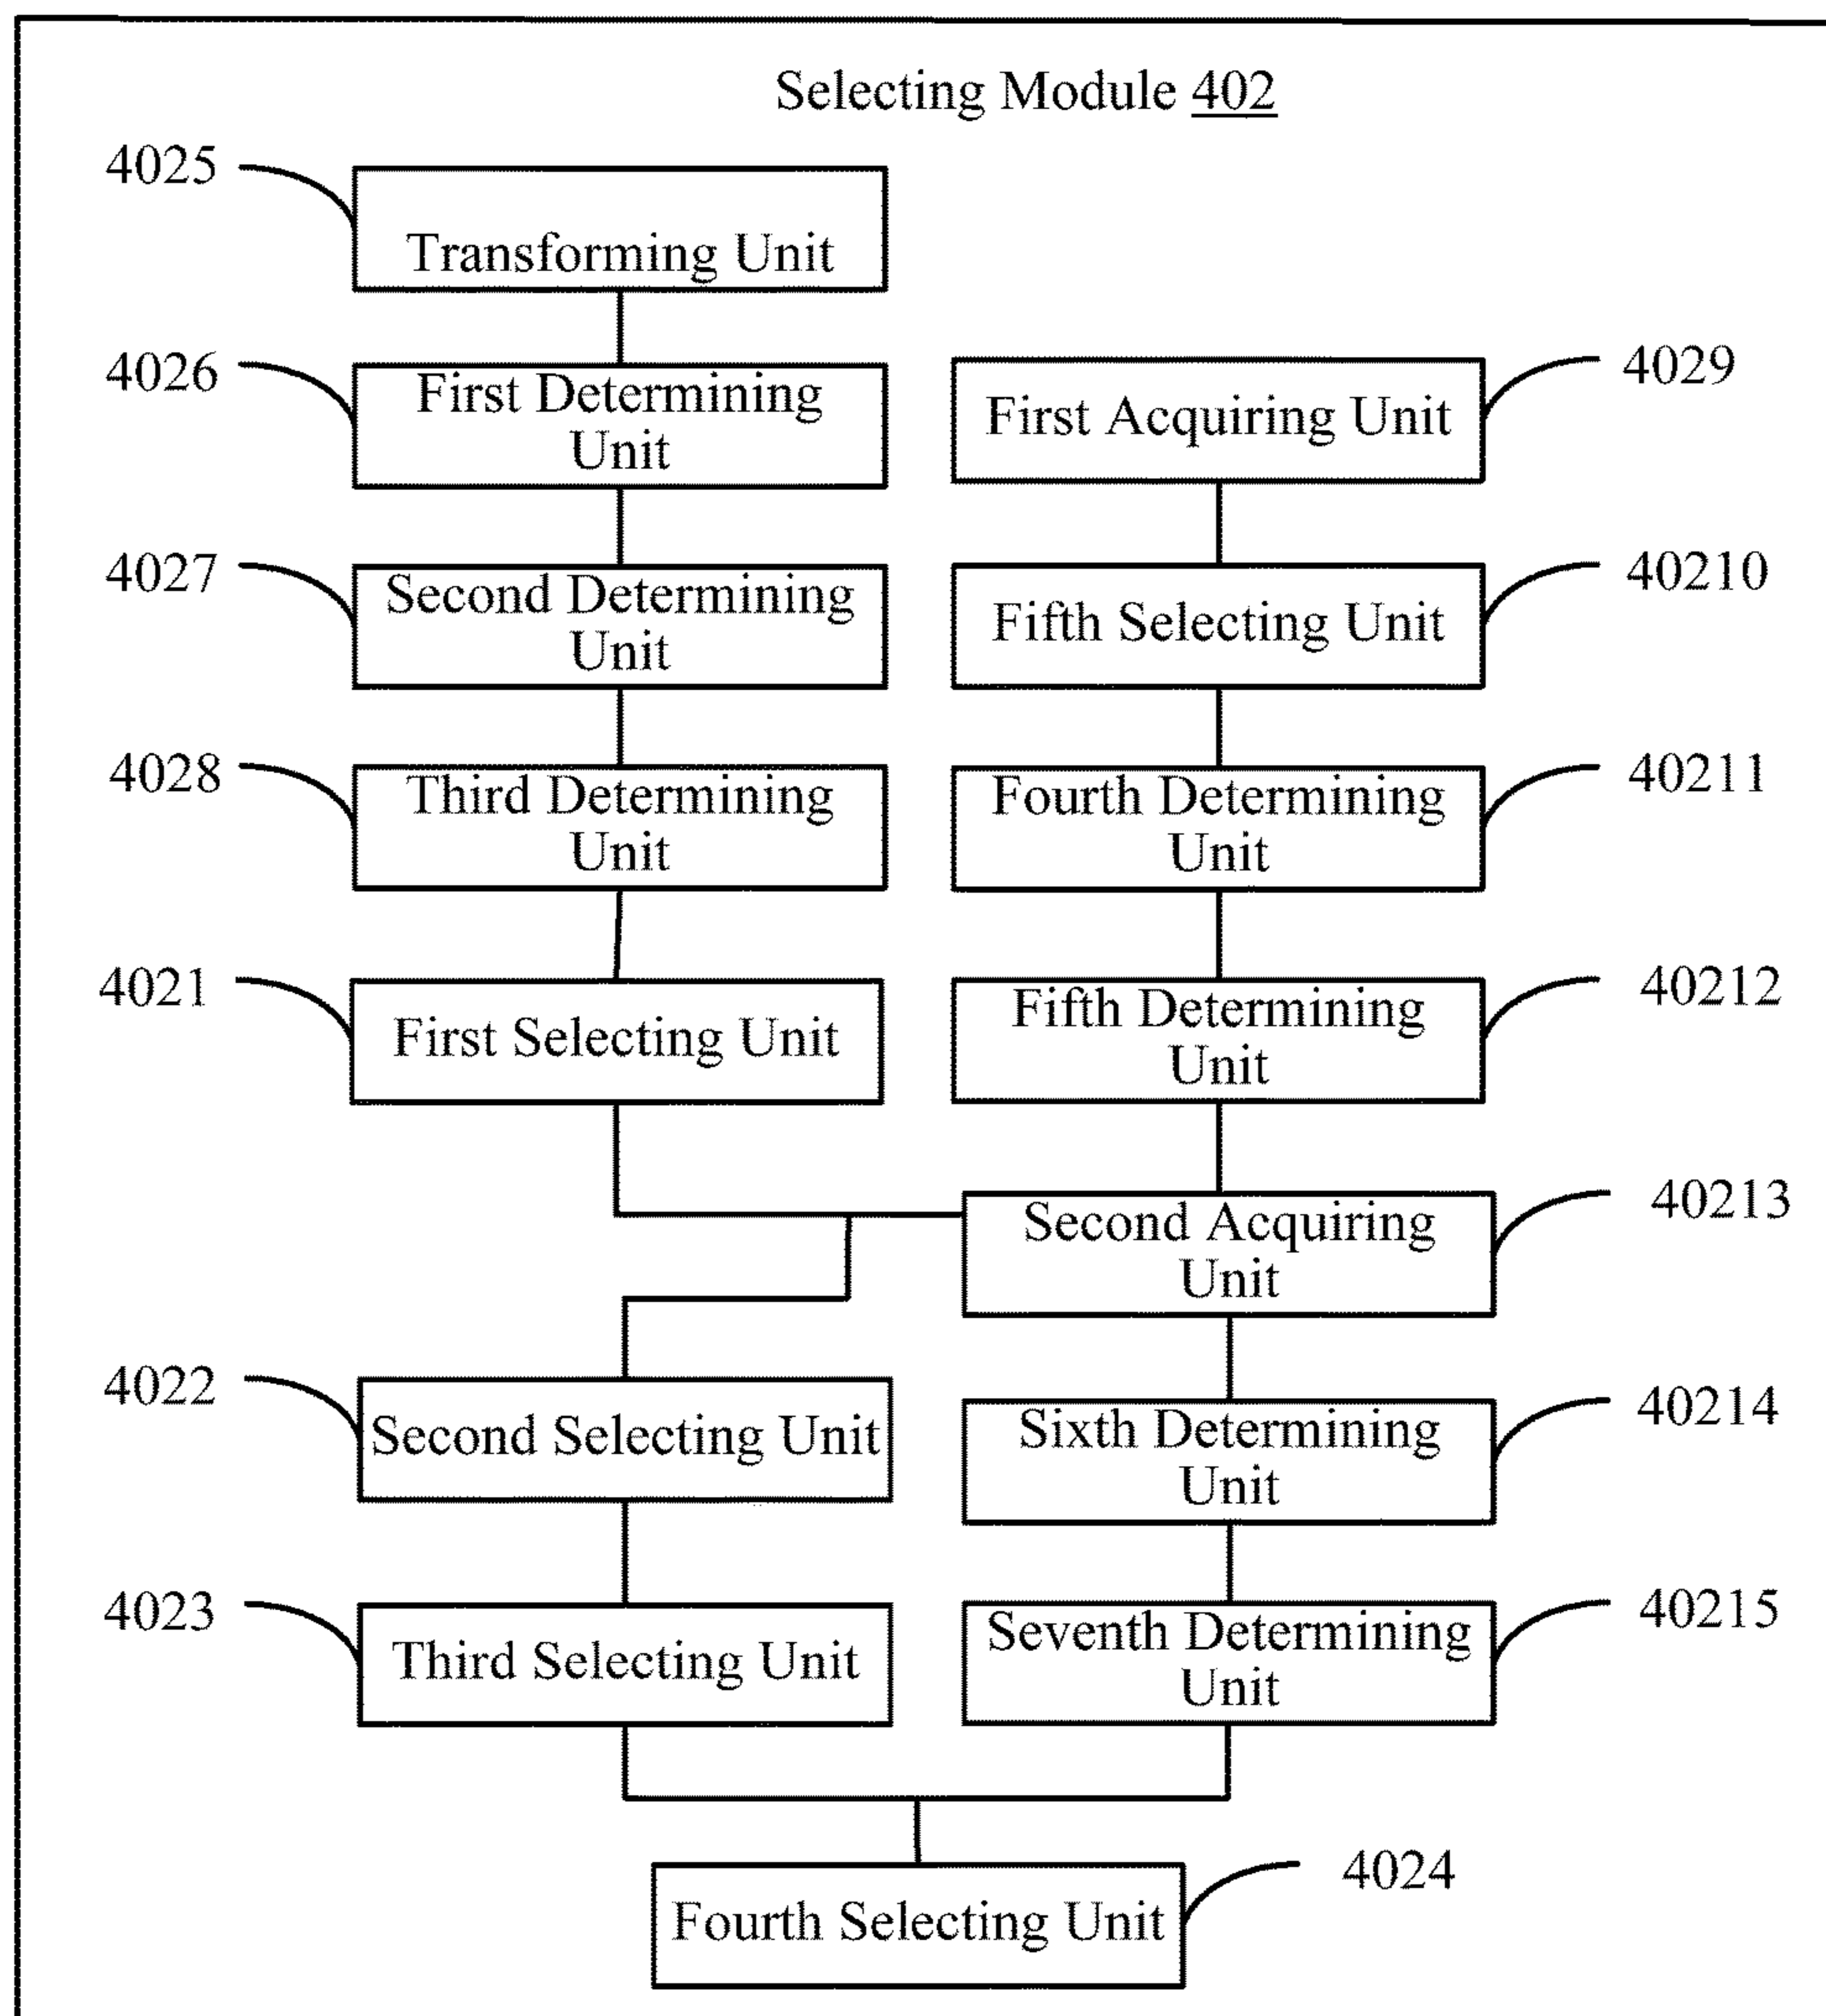 Selecting Module 402
4025
Transforming Unit
4026
First Determining
Unit
4029
First Acquiring Unit
4027
Second Determining
Unit
40210
Fifth Selecting Unit
4028
Third Determining
Unit
40211
Fourth Determining
Unit
4021
First Selecting Unit
40212
Fifth Determining
Unit
40213
Second Acquiring
Unit
4022
Second Selecting Unit
40214
Sixth Determining
Unit
4023
Third Selecting Unit
40215
Seventh Determining
Unit
4024
Fourth Selecting Unit